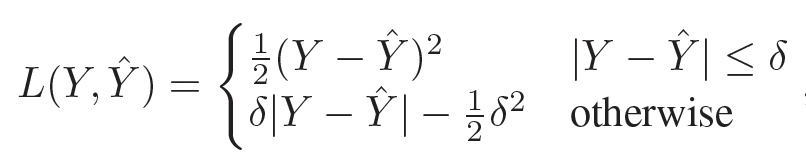 L(Y, Ŷ) = { ½(Y − Ŷ)² |Y − Ŷ| ≤ δ
δ|Y − Ŷ| − ½δ² otherwise ,